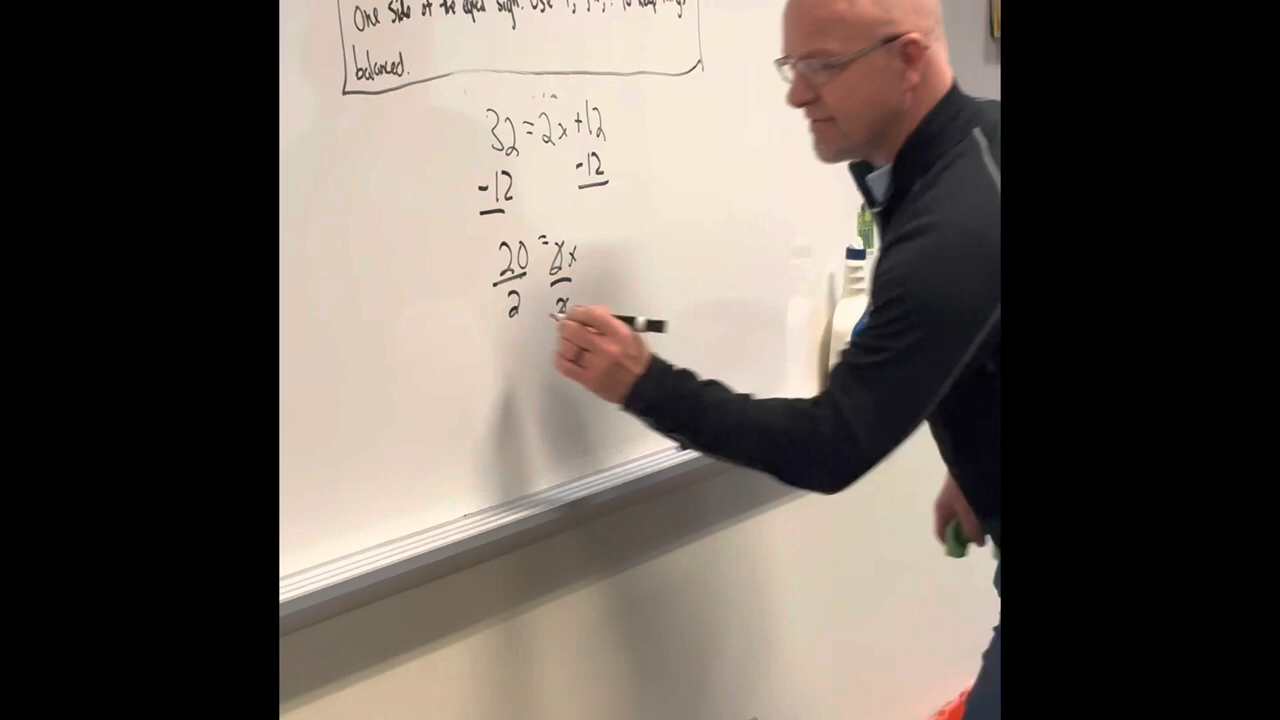 One side of the equal sign. Use
balanced.
32 = 2x + 12
-12 -12
20 = 2x
2 2